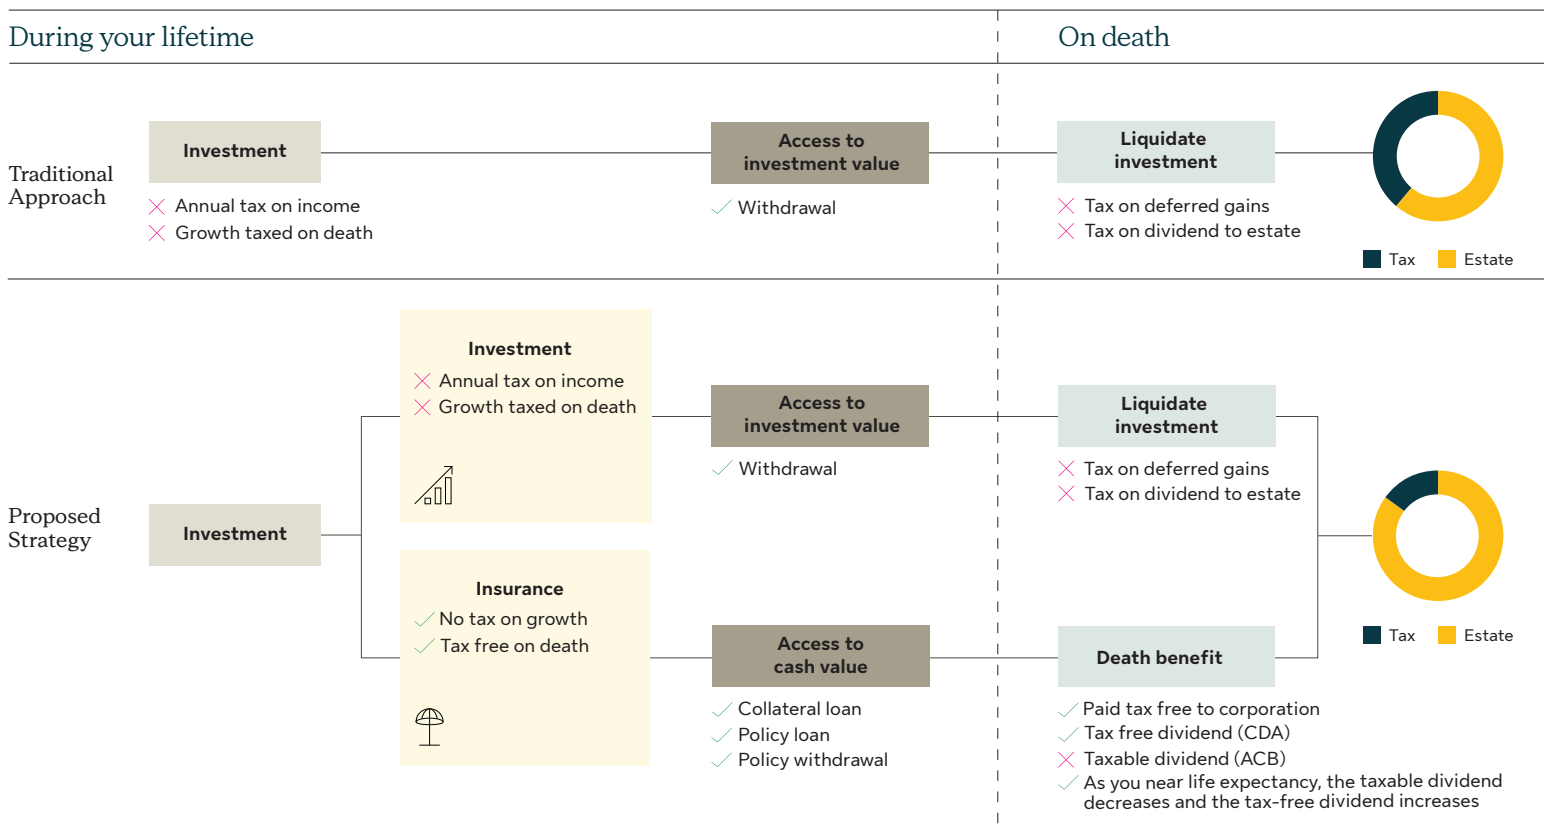 During your lifetime
On death
Traditional
Approach
Investment
Annual tax on income
Growth taxed on death
Access to
investment value
Withdrawal
Liquidate
investment
Tax on deferred gains
Tax on dividend to estate
Tax
Estate
Proposed
Strategy
Investment
Investment
Annual tax on income
Growth taxed on death
Access to
investment value
Withdrawal
Liquidate
investment
Tax on deferred gains
Tax on dividend to estate
Insurance
No tax on growth
Tax free on death
Access to
cash value
Collateral loan
Policy loan
Policy withdrawal
Death benefit
Paid tax free to corporation
Tax free dividend (CDA)
Taxable dividend (ACB)
As you near life expectancy, the taxable dividend
decreases and the tax-free dividend increases
Tax
Estate